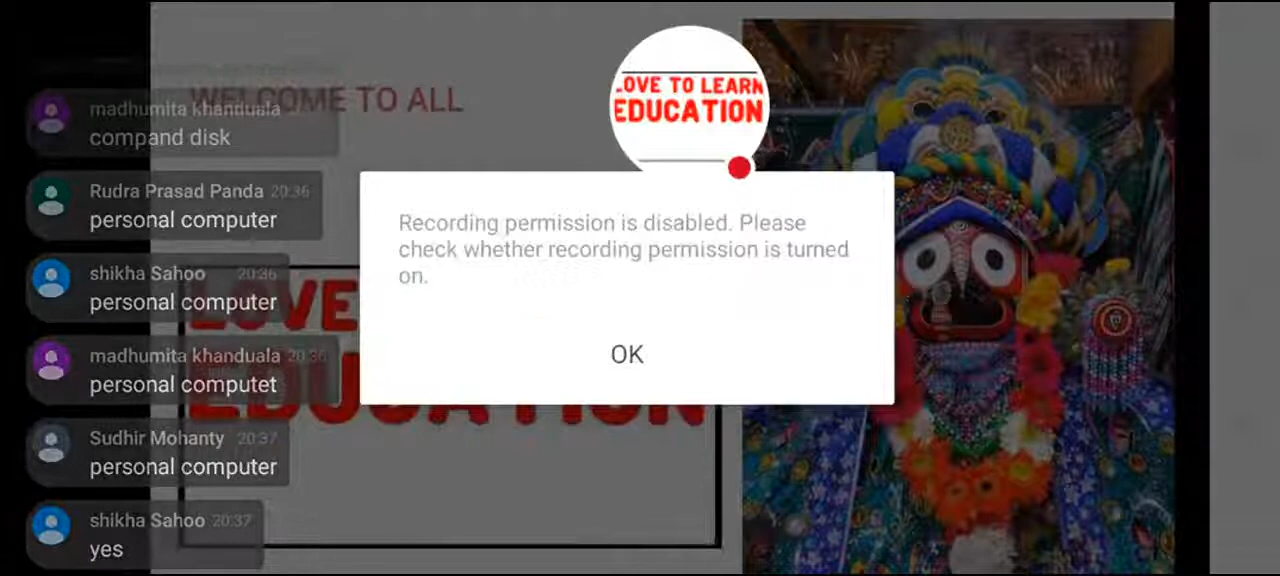 WELCOME TO ALL
madhumita khanduala
compand disk
Rudra Prasad Panda 20:36
personal computer
shikha Sahoo 20:36
personal computer
madhumita khanduala 20:36
personal computet
Sudhir Mohanty 20:37
personal computer
shikha Sahoo 20:37
yes
LOVE TO LEARN
EDUCATION
Recording permission is disabled. Please
check whether recording permission is turned
on.
OK
LOVE
EDUCATION